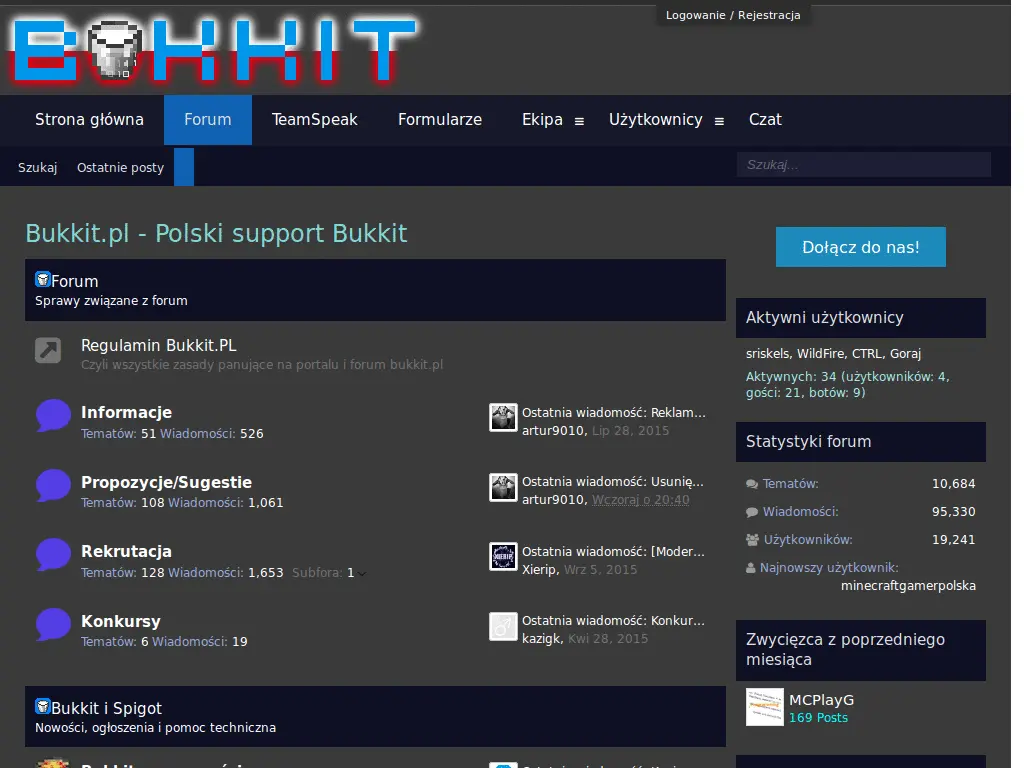 Logowanie / Rejestracja
BUKKIT
Strona główna
Forum
TeamSpeak
Formularze
Ekipa
Użytkownicy
Czat
Szukaj
Ostatnie posty
Szukaj...
Bukkit.pl - Polski support Bukkit
Forum
Sprawy związane z forum
Regulamin Bukkit.PL
Czyli wszystkie zasady panujące na portalu i forum bukkit.pl
Informacje
Tematów: 51 Wiadomości: 526
Ostatnia wiadomość: Reklam...
artur9010, Lip 28, 2015
Propozycje/Sugestie
Tematów: 108 Wiadomości: 1,061
Ostatnia wiadomość: Usunię...
artur9010, Wczoraj o 20:40
Rekrutacja
Tematów: 128 Wiadomości: 1,653 Subfora: 1
Ostatnia wiadomość: [Moder...
Xierip, Wrz 5, 2015
Konkursy
Tematów: 6 Wiadomości: 19
Ostatnia wiadomość: Konkur...
kazigk, Kwi 28, 2015
Bukkit i Spigot
Nowości, ogłoszenia i pomoc techniczna
Dołącz do nas!
Aktywni użytkownicy
sriskels, WildFire, CTRL, Goraj
Aktywnych: 34 (użytkowników: 4,
gości: 21, botów: 9)
Statystyki forum
Tematów: 10,684
Wiadomości: 95,330
Użytkowników: 19,241
Najnowszy użytkownik:
minecraftgamerpolska
Zwycięzca z poprzedniego
miesiąca
MCPlayG
169 Posts